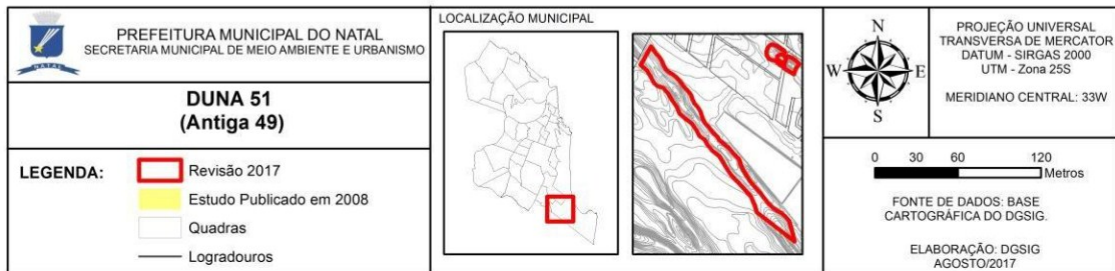 NATAL
PREFEITURA MUNICIPAL DO NATAL
SECRETARIA MUNICIPAL DE MEIO AMBIENTE E URBANISMO
DUNA 51
(Antiga 49)
LEGENDA:
Revisão 2017
Estudo Publicado em 2008
Quadras
Logradouros
LOCALIZAÇÃO MUNICIPAL
N
W
E
S
PROJEÇÃO UNIVERSAL
TRANSVERSA DE MERCATOR
DATUM - SIRGAS 2000
UTM - Zona 25S
MERIDIANO CENTRAL: 33W
0 30 60 120
Metros
FONTE DE DADOS: BASE
CARTOGRÁFICA DO DGSIG.
ELABORAÇÃO: DGSIG
AGOSTO/2017